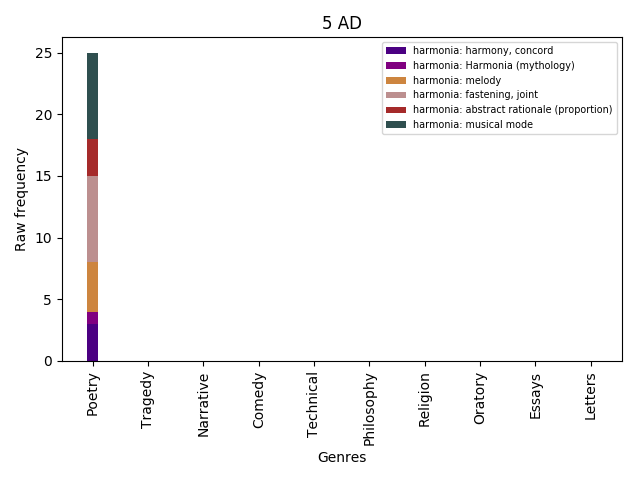 5 AD
harmonia: harmony, concord
harmonia: Harmonia (mythology)
harmonia: melody
harmonia: fastening, joint
harmonia: abstract rationale (proportion)
harmonia: musical mode
Raw frequency
25
20
15
10
5
0
Poetry
Tragedy
Narrative
Comedy
Technical
Philosophy
Religion
Oratory
Essays
Letters
Genres